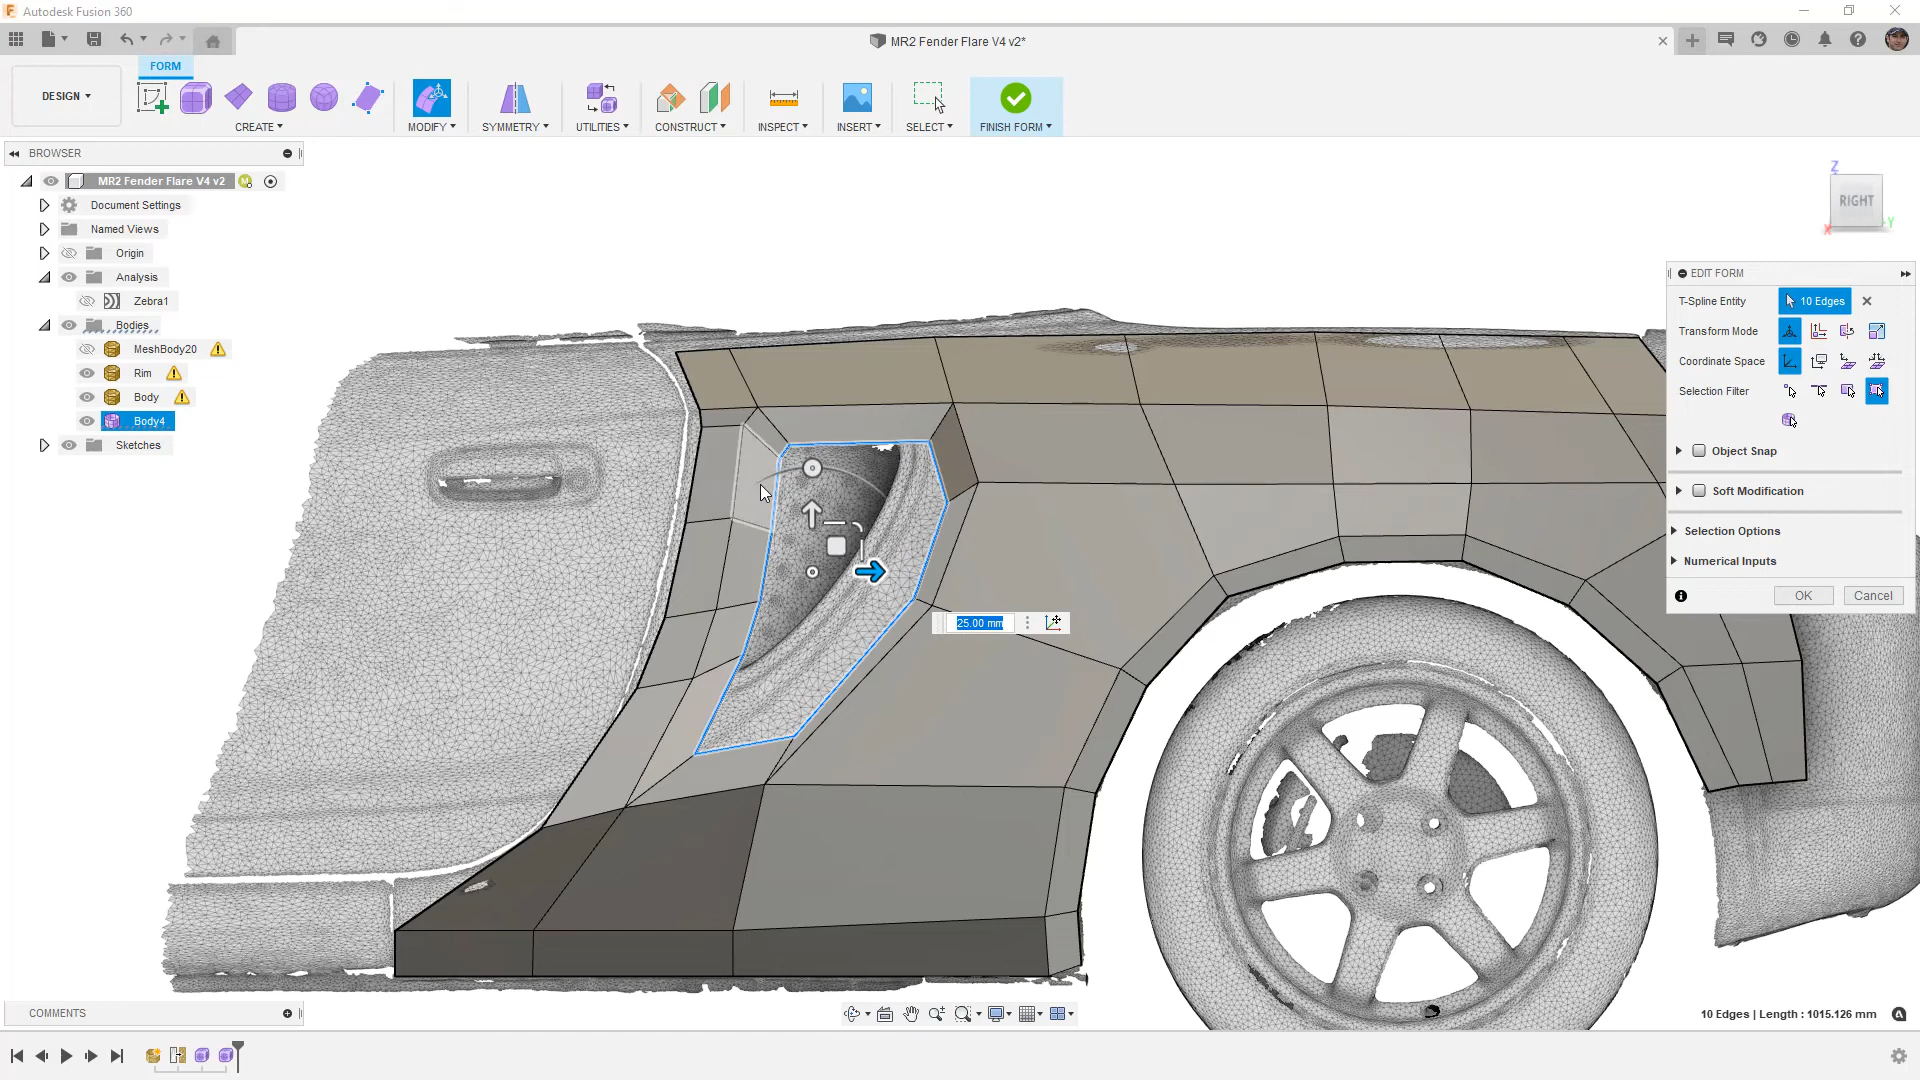 Autodesk Fusion 360
MR2 Fender Flare V4 v2*
FORM
DESIGN
CREATE
MODIFY
SYMMETRY
UTILITIES
CONSTRUCT
INSPECT
INSERT
SELECT
FINISH FORM
BROWSER
MR2 Fender Flare V4 v2
Document Settings
Named Views
Origin
Analysis
Zebra1
Bodies
MeshBody20
Rim
Body
Body4
Sketches
Z
RIGHT
X
Y
EDIT FORM
T-Spline Entity
10 Edges
Transform Mode
Coordinate Space
Selection Filter
Object Snap
Soft Modification
Selection Options
Numerical Inputs
OK
Cancel
25.00 mm
COMMENTS
10 Edges | Length : 1015.126 mm